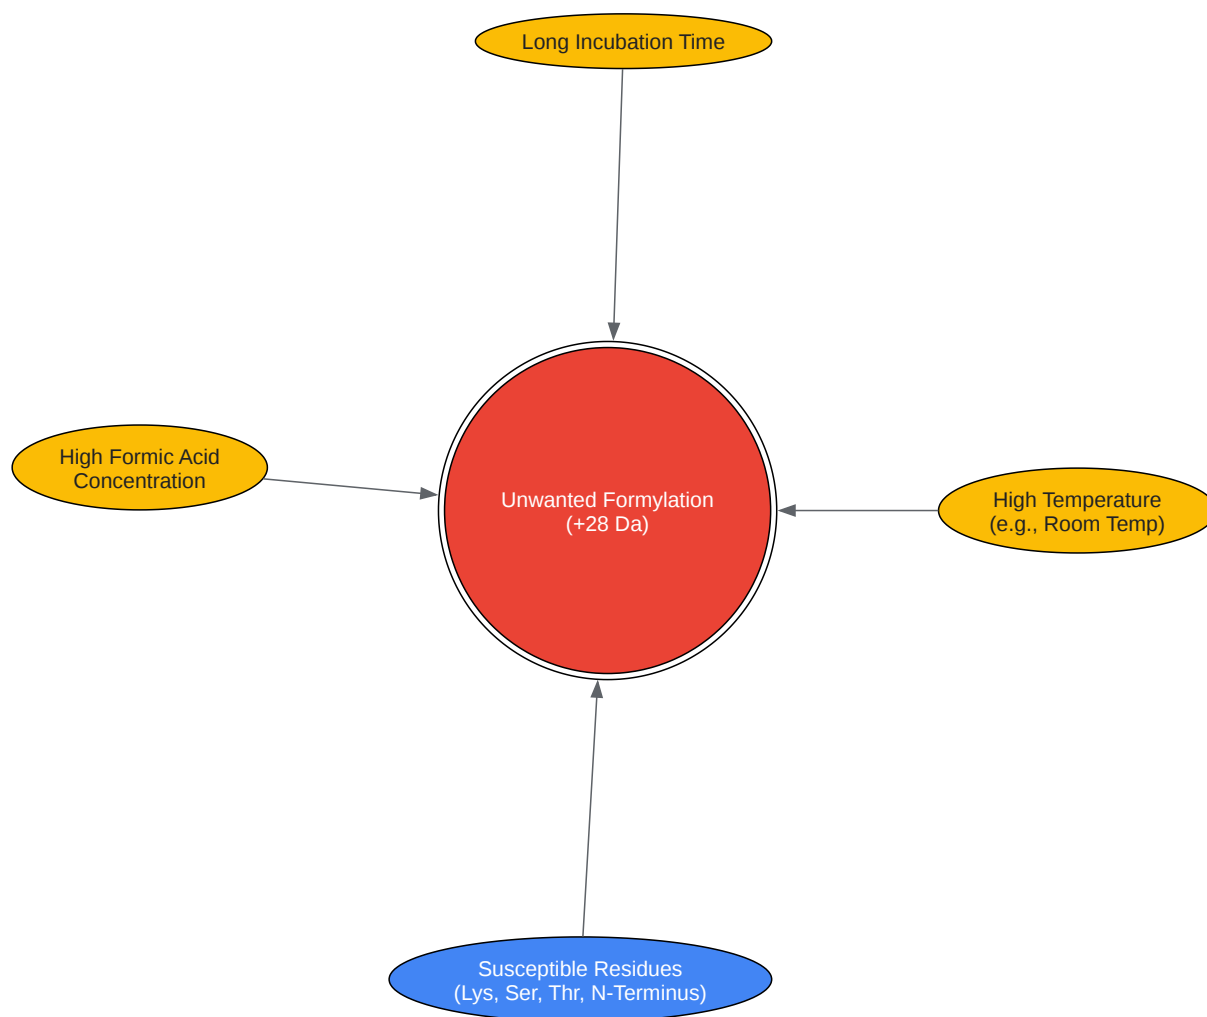 Long Incubation Time
High Formic Acid
Concentration
Unwanted Formylation
(+28 Da)
High Temperature
(e.g., Room Temp)
Susceptible Residues
(Lys, Ser, Thr, N-Terminus)